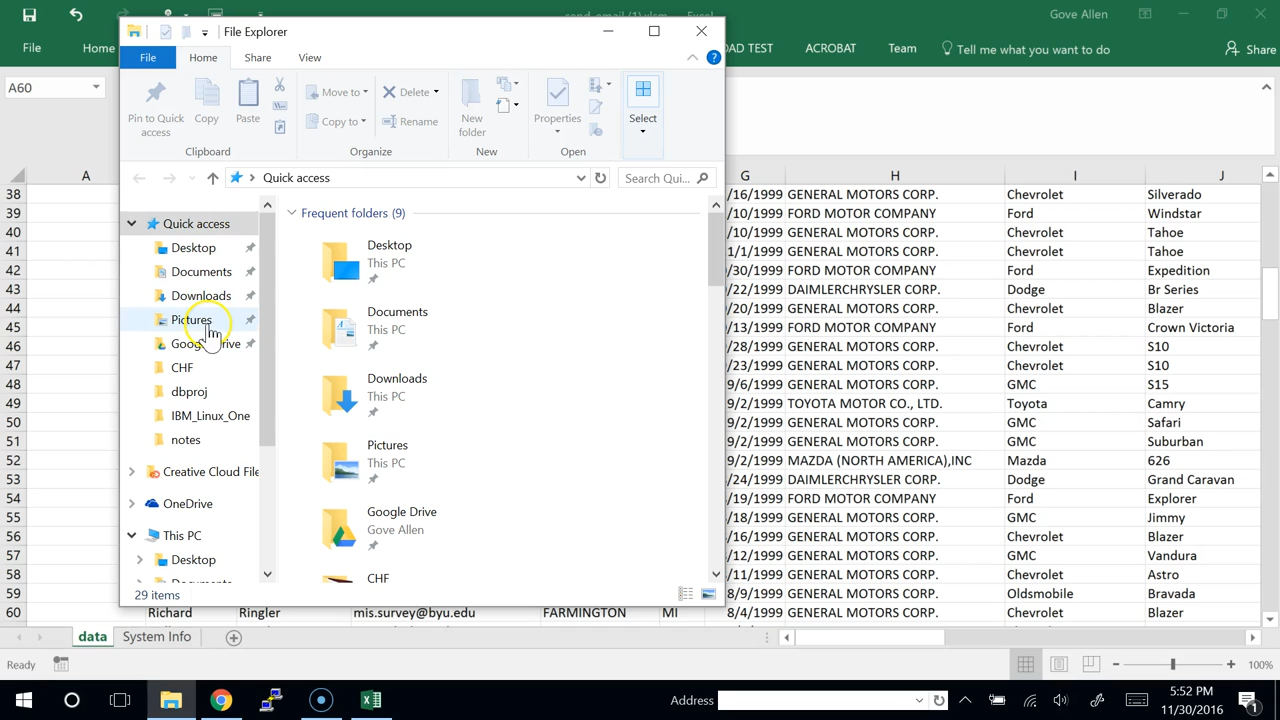 Gove Allen
File Explorer
File Home Share View
File Home AD TEST ACROBAT Team Tell me what you want to do Share
Pin to Quick access
Copy
Paste
Move to
Copy to
Delete
Rename
New folder
Properties
Select
Clipboard Organize New Open
A60
Quick access
Search Qui...
A G H I J
Quick access
Desktop
Documents
Downloads
Pictures
CHF
dbproj
IBM_Linux_One
notes
Creative Cloud File
OneDrive
This PC
Desktop
Frequent folders (9)
Desktop
This PC
Documents
This PC
Downloads
This PC
Pictures
This PC
Google Drive
Gove Allen
CHF
29 items
38 /16/1999 GENERAL MOTORS CORP. Chevrolet Silverado
39 /10/1999 FORD MOTOR COMPANY Ford Windstar
40 /10/1999 GENERAL MOTORS CORP. Chevrolet Tahoe
41 /1/1999 GENERAL MOTORS CORP. Chevrolet Tahoe
42 /30/1999 FORD MOTOR COMPANY Ford Expedition
43 /22/1999 DAIMLERCHRYSLER CORP. Dodge Br Series
44 /20/1999 GENERAL MOTORS CORP. Chevrolet Blazer
45 /13/1999 FORD MOTOR COMPANY Ford Crown Victoria
46 /28/1999 GENERAL MOTORS CORP. Chevrolet S10
47 /23/1999 GENERAL MOTORS CORP. Chevrolet S10
48 9/6/1999 GENERAL MOTORS CORP. GMC S15
49 9/2/1999 TOYOTA MOTOR CO., LTD. Toyota Camry
50 9/2/1999 GENERAL MOTORS CORP. GMC Safari
51 9/2/1999 GENERAL MOTORS CORP. GMC Suburban
52 9/2/1999 MAZDA (NORTH AMERICA),INC Mazda 626
53 /24/1999 DAIMLERCHRYSLER CORP. Dodge Grand Caravan
54 /19/1999 FORD MOTOR COMPANY Ford Explorer
55 /18/1999 GENERAL MOTORS CORP. GMC Jimmy
56 /16/1999 GENERAL MOTORS CORP. Chevrolet Blazer
57 /12/1999 GENERAL MOTORS CORP. GMC Vandura
58 /11/1999 GENERAL MOTORS CORP. Chevrolet Astro
59 8/9/1999 GENERAL MOTORS CORP. Oldsmobile Bravada
60 Richard Ringler mis.survey@byu.edu FARMINGTON MI 8/4/1999 GENERAL MOTORS CORP. Chevrolet Blazer
data System Info
Ready 100%
Address
5:52 PM
11/30/2016
1